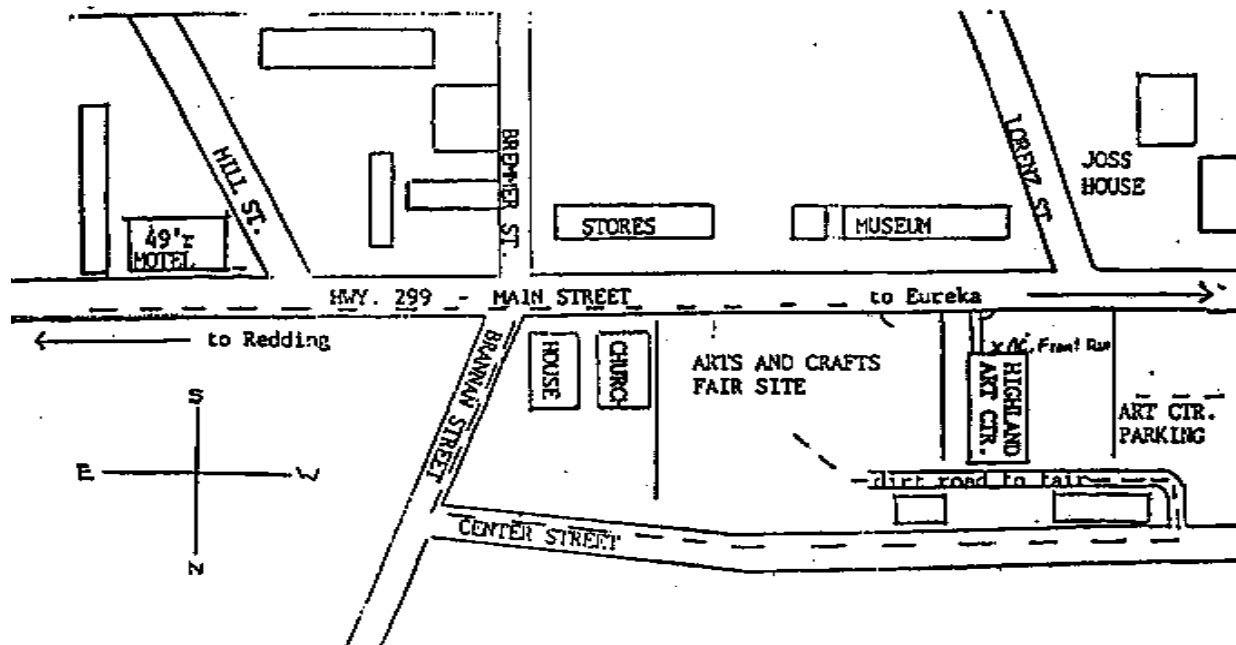 HILL ST.
BREMMER ST.
LORENZ ST.
JOSS
HOUSE
49'r
MOTEL
STORES
MUSEUM
HWY. 299 - MAIN STREET
to Eureka
to Redding
BRANNAN STREET
HOUSE
CHURCH
ARTS AND CRAFTS
FAIR SITE
Front
HIGHLAND
ART CTR.
ART CTR.
PARKING
S
E
W
N
dirt road to fair
CENTER STREET